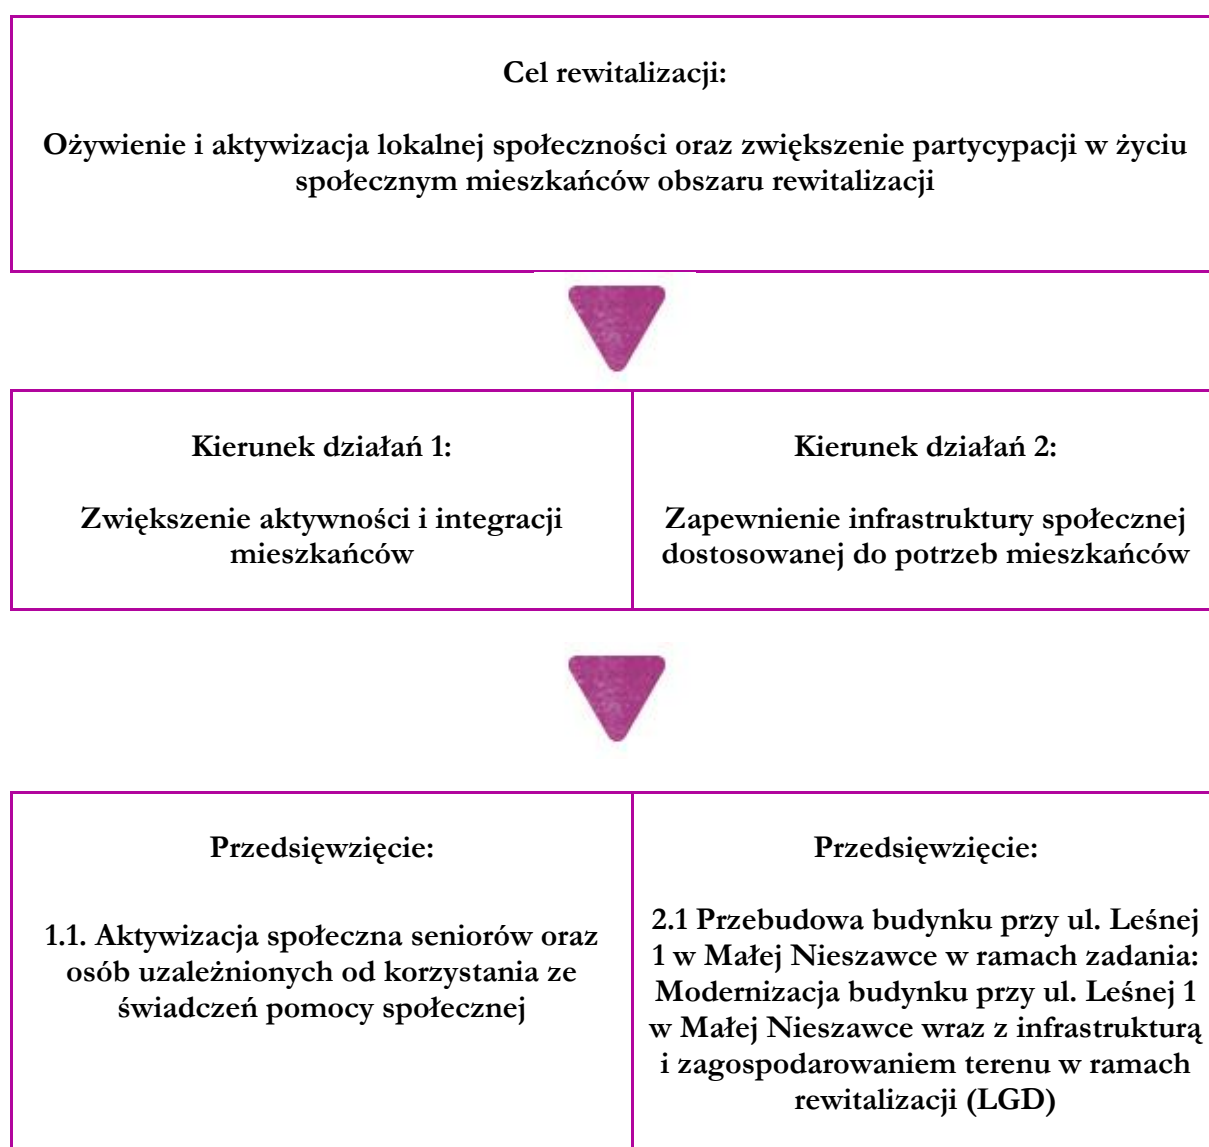 Cel rewitalizacji:
Ożywienie i aktywizacja lokalnej społeczności oraz zwiększenie partycypacji w życiu
społecznym mieszkańców obszaru rewitalizacji
Kierunek działań 1:
Zwiększenie aktywności i integracji
mieszkańców
Kierunek działań 2:
Zapewnienie infrastruktury społecznej
dostosowanej do potrzeb mieszkańców
Przedsięwzięcie:
1.1. Aktywizacja społeczna seniorów oraz
osób uzależnionych od korzystania ze
świadczeń pomocy społecznej
Przedsięwzięcie:
2.1 Przebudowa budynku przy ul. Leśnej
1 w Małej Nieszawce w ramach zadania:
Modernizacja budynku przy ul. Leśnej 1
w Małej Nieszawce wraz z infrastrukturą
i zagospodarowaniem terenu w ramach
rewitalizacji (LGD)